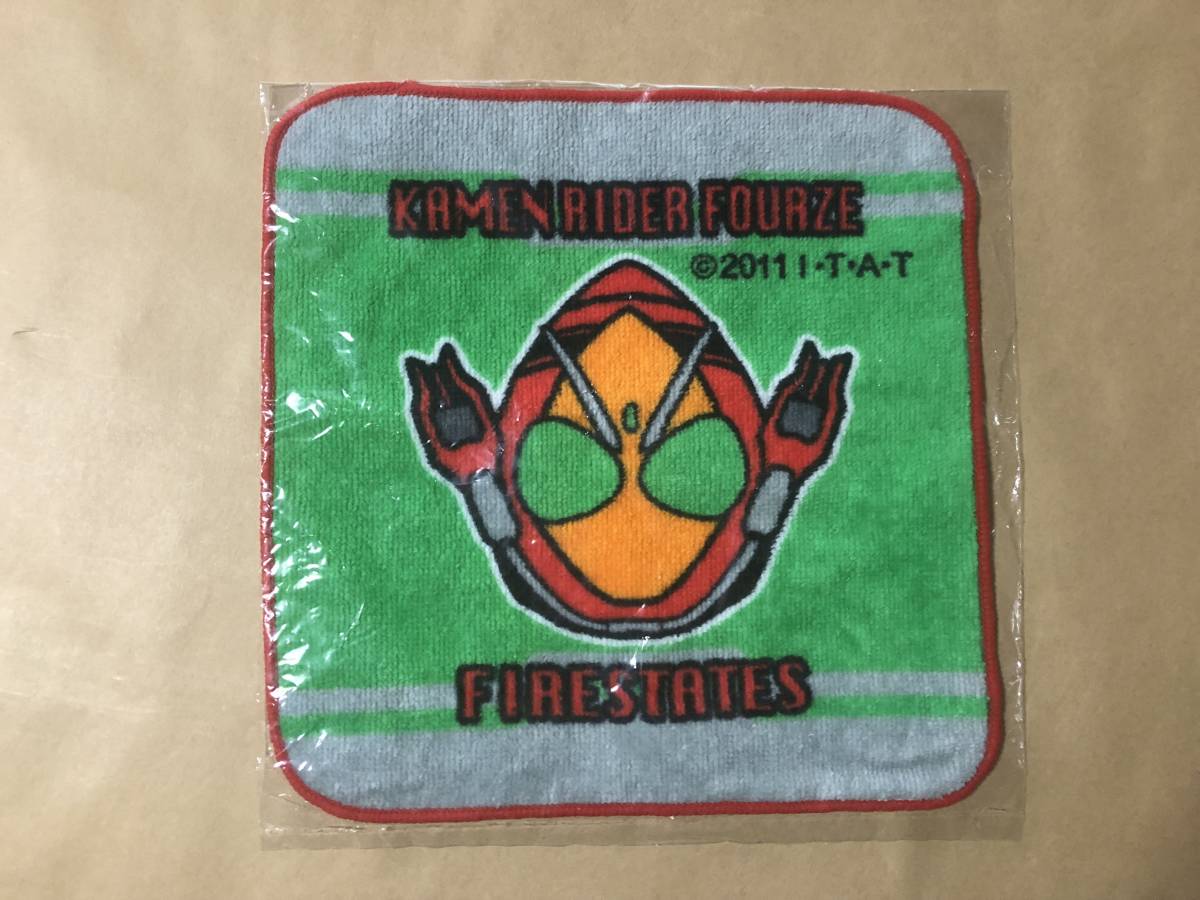 KAMEN RIDER FOURZE
©2011 I・T・A・T
FIRESTATES